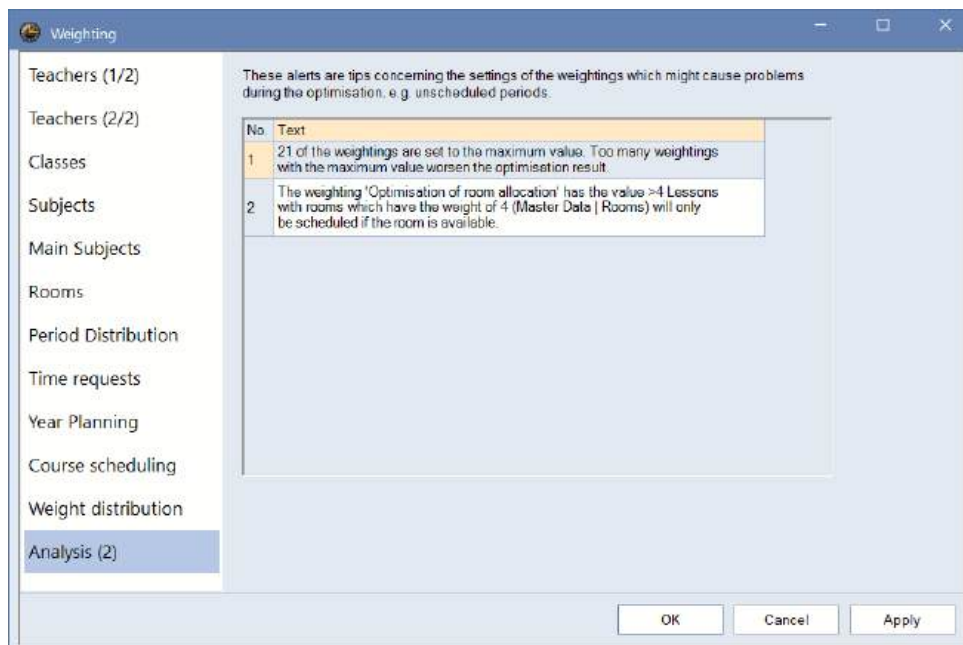 Weighting
Teachers (1/2)
Teachers (2/2)
Classes
Subjects
Main Subjects
Rooms
Period Distribution
Time requests
Year Planning
Course scheduling
Weight distribution
Analysis (2)
These alerts are tips concerning the settings of the weightings which might cause problems
during the optimisation, e.g. unscheduled periods.
No. Text
1 21 of the weightings are set to the maximum value. Too many weightings
with the maximum value worsen the optimisation result.
2 The weighting 'Optimisation of room allocation' has the value >4 Lessons
with rooms which have the weight of 4 (Master Data | Rooms) will only
be scheduled if the room is available.
OK Cancel Apply